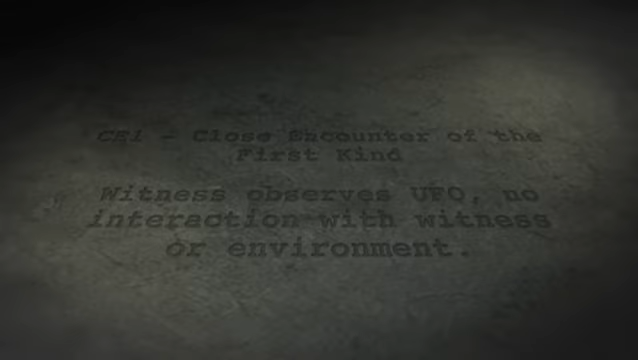 CE1 - Close Encounter of the
First Kind
Witness observes UFO, no
interaction with witness
or environment.